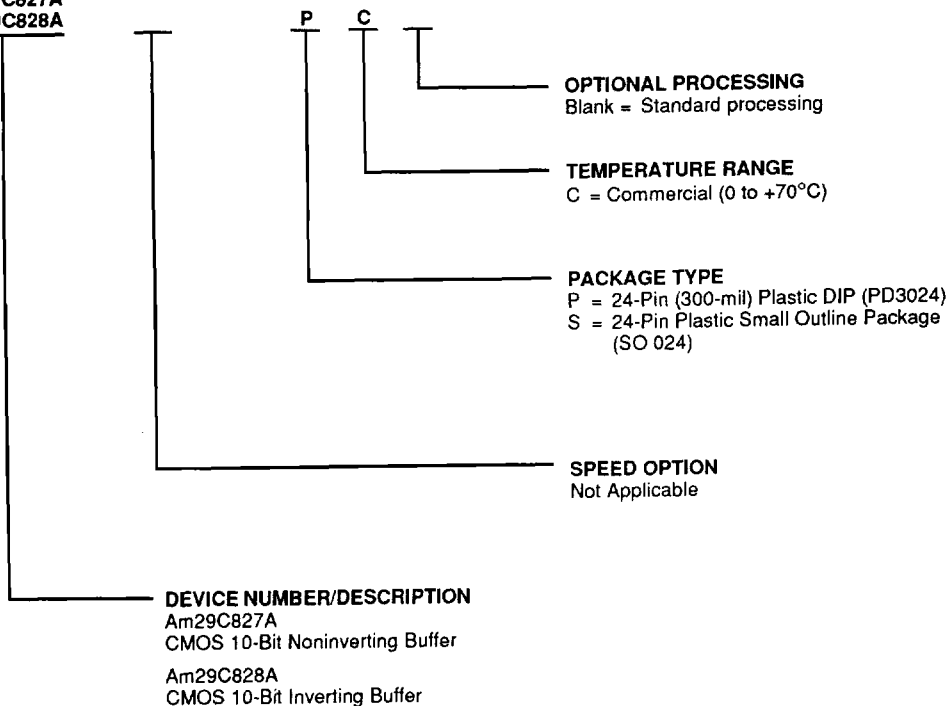 C828A
P C
OPTIONAL PROCESSING
Blank = Standard processing
TEMPERATURE RANGE
C = Commercial (0 to +70°C)
PACKAGE TYPE
P = 24-Pin (300-mil) Plastic DIP (PD3024)
S = 24-Pin Plastic Small Outline Package
(SO 024)
SPEED OPTION
Not Applicable
DEVICE NUMBER/DESCRIPTION
Am29C827A
CMOS 10-Bit Noninverting Buffer
Am29C828A
CMOS 10-Bit Inverting Buffer